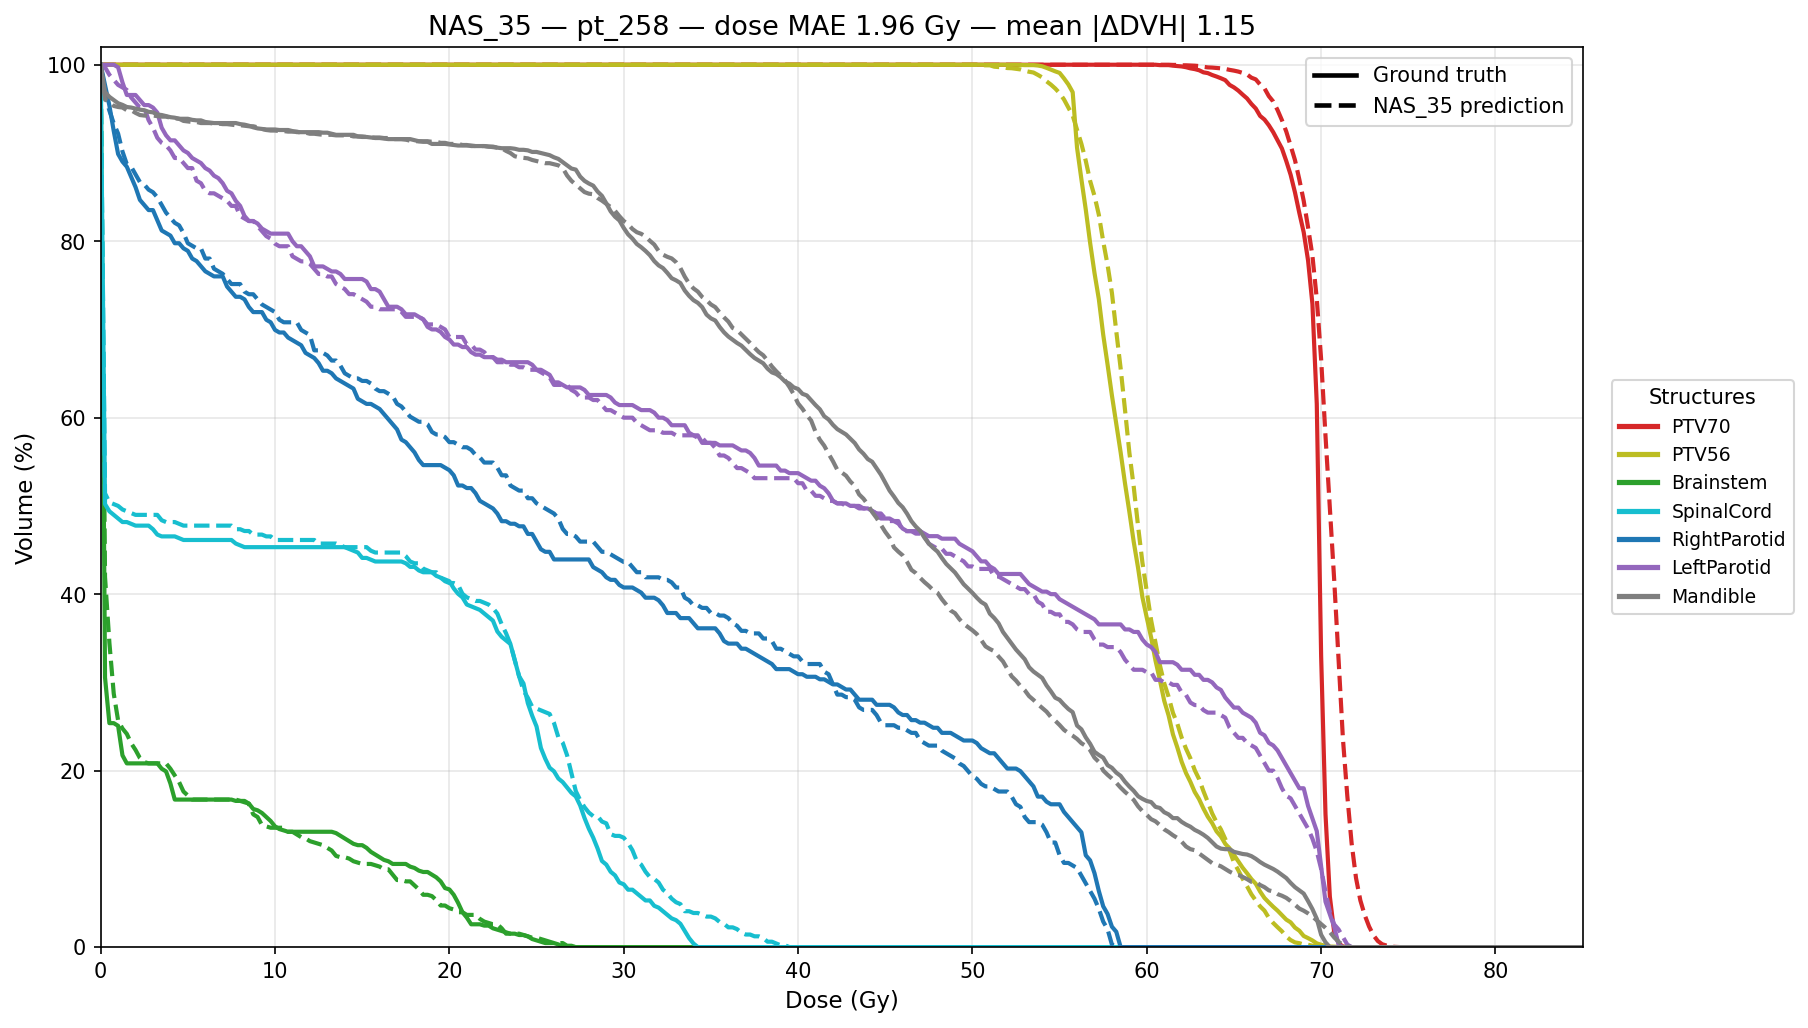 NAS_35 — pt_258 — dose MAE 1.96 Gy — mean |ΔDVH| 1.15
Ground truth
NAS_35 prediction
100
80
60
40
20
0
Volume (%)
0 10 20 30 40 50 60 70 80
Dose (Gy)
Structures
PTV70
PTV56
Brainstem
SpinalCord
RightParotid
LeftParotid
Mandible